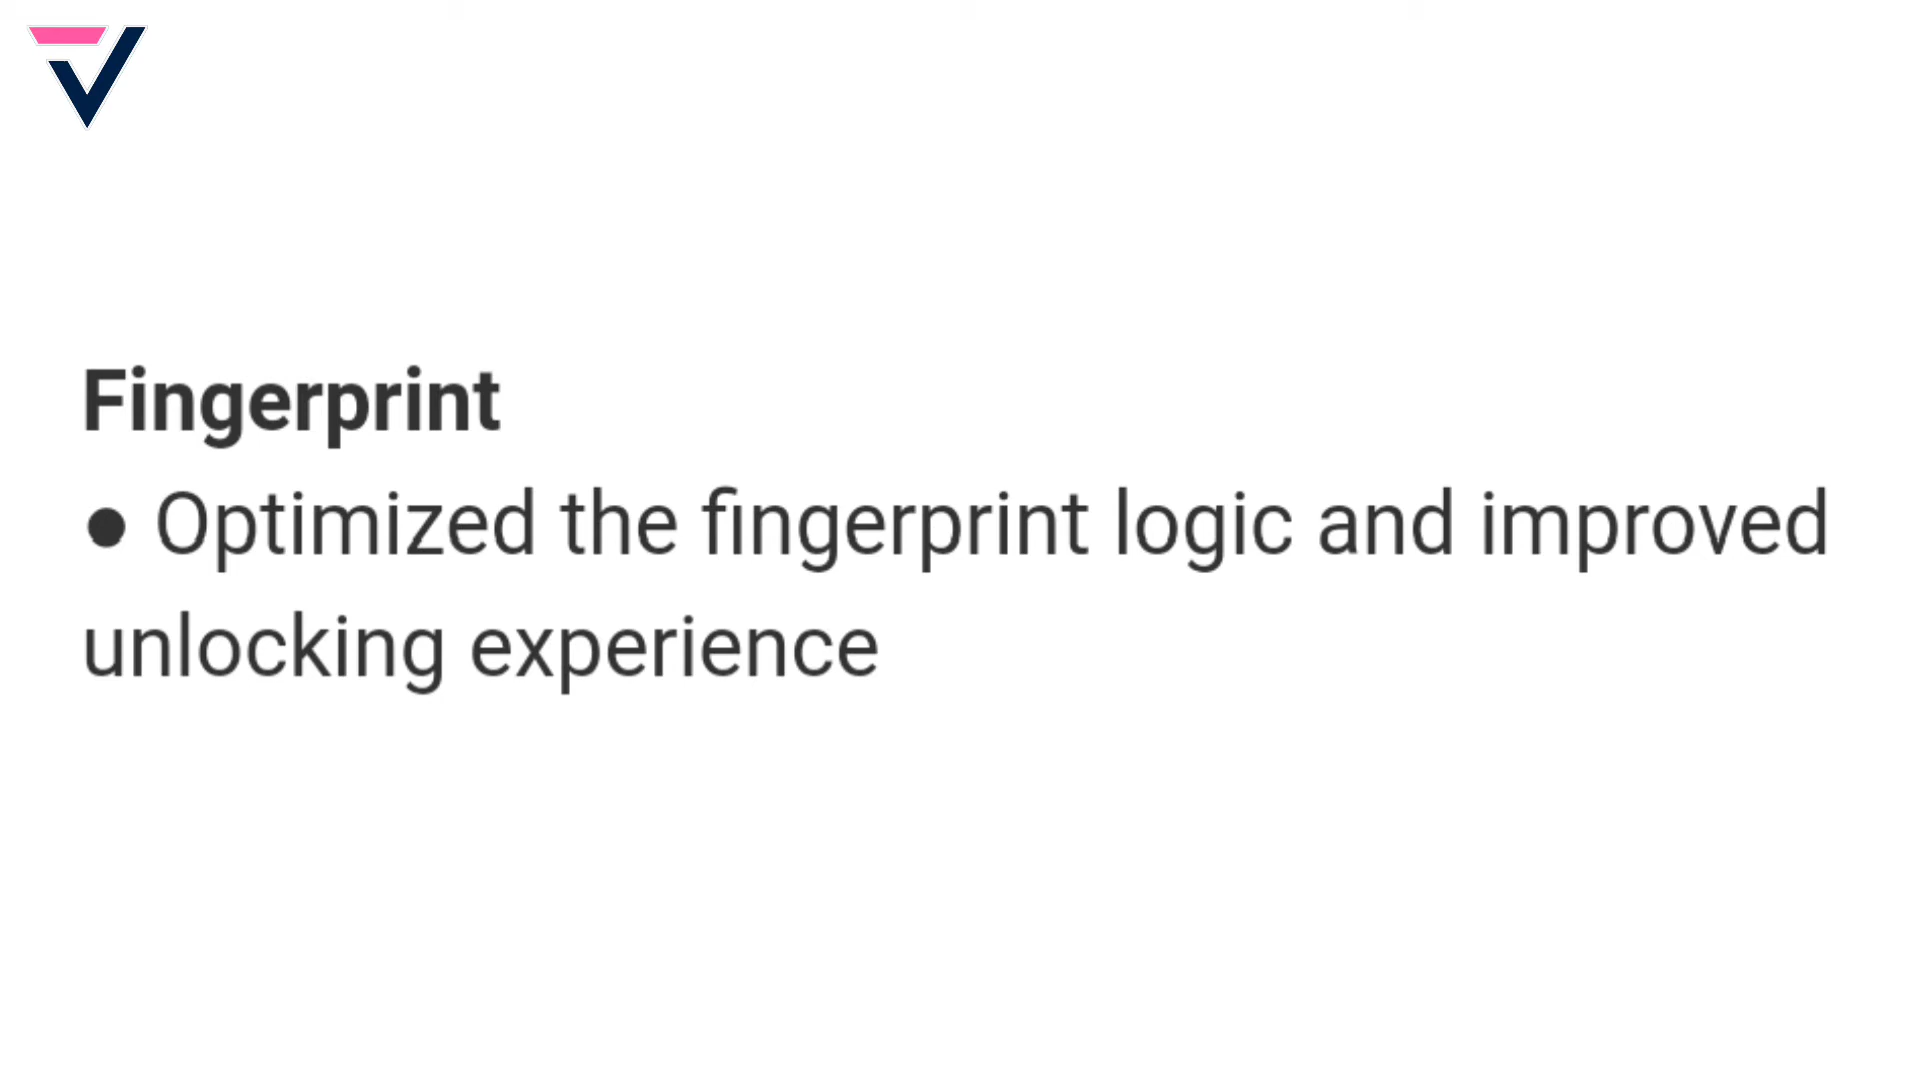 Fingerprint
● Optimized the fingerprint logic and improved
unlocking experience